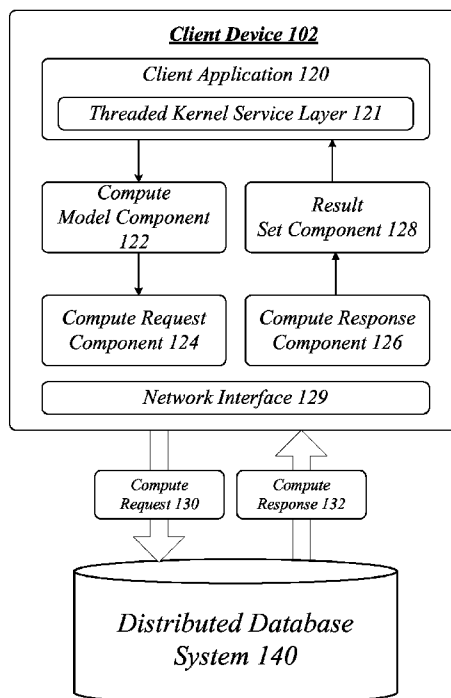 Client Device 102
Client Application 120
Threaded Kernel Service Layer 121
Compute
Model Component
122
Result
Set Component 128
Compute Request
Component 124
Compute Response
Component 126
Network Interface 129
Compute
Request 130
Compute
Response 132
Distributed Database
System 140